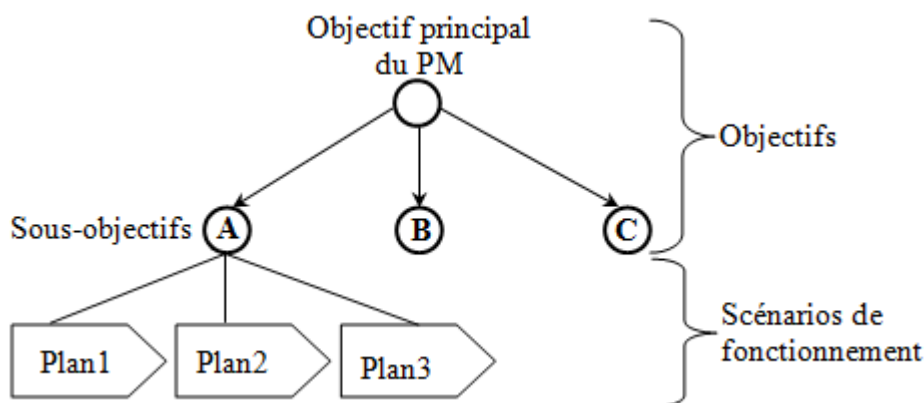 Objectif principal
du PM
Objectifs
Sous-objectifs
A
B
C
Scénarios de
fonctionnement
Plan1
Plan2
Plan3